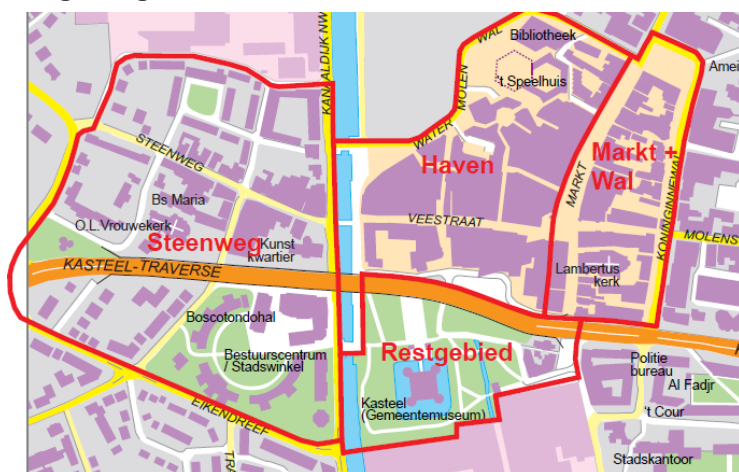 KANAALDIJK NW
WAL
MOLEN
WATER
Bibliotheek
't Speelhuis
Amei
STEENWEG
Haven
Markt +
Wal
MARKT
KONINGINNEWAL
Bs Maria
O.L.Vrouwekerk
Steenweg
Kunst
kwartier
VEESTRAAT
MOLENS
KASTEEL-TRAVERSE
Lambertus
kerk
Boscotondohal
Bestuurscentrum
/ Stadswinkel
Restgebied
Politie
bureau
Al Fadjr
Kasteel
(Gemeentemuseum)
't Cour
EIKENDREEF
TRA
Stadskantoor